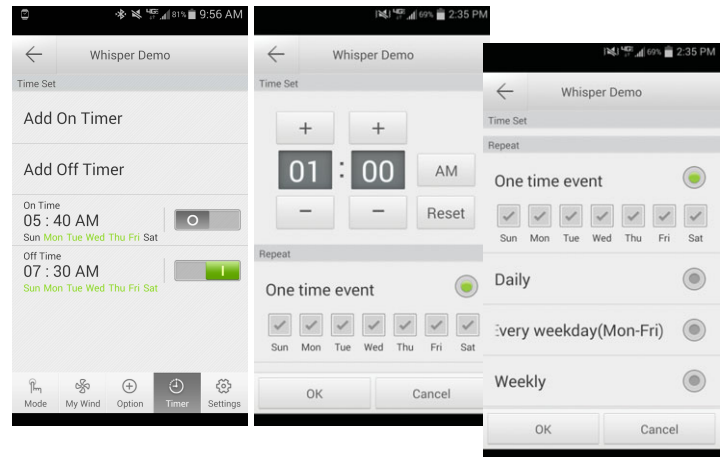 81% 9:56 AM
Whisper Demo
Time Set
Add On Timer
Add Off Timer
On Time
05 : 40 AM
Sun Mon Tue Wed Thu Fri Sat
Off Time
07 : 30 AM
Sun Mon Tue Wed Thu Fri Sat
Mode My Wind Option Timer Settings
69% 2:35 PM
Whisper Demo
Time Set
+ +
01 : 00 AM
− − Reset
Repeat
One time event
Sun Mon Tue Wed Thu Fri Sat
OK Cancel
69% 2:35 PM
Whisper Demo
Time Set
Repeat
One time event
Sun Mon Tue Wed Thu Fri Sat
Daily
Every weekday(Mon-Fri)
Weekly
OK Cancel